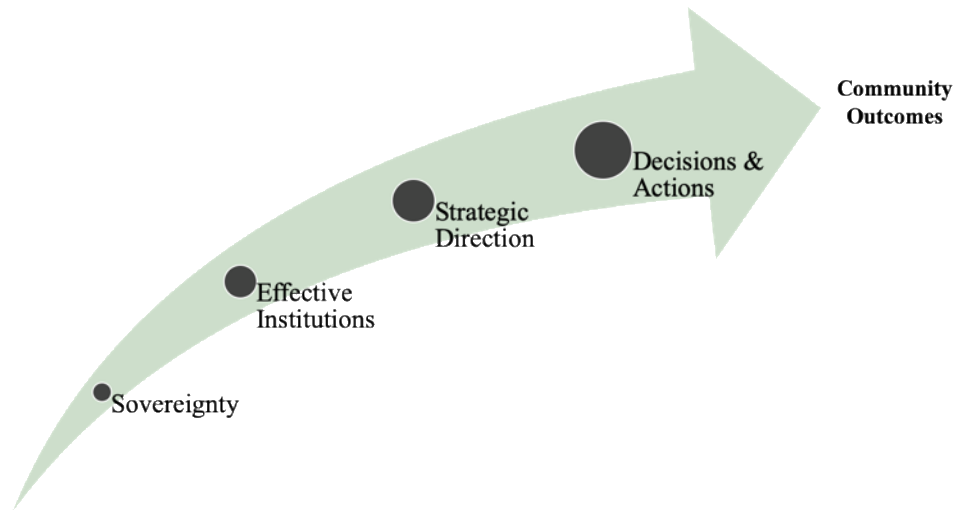 Community
Outcomes
Decisions &
Actions
Strategic
Direction
Effective
Institutions
Sovereignty